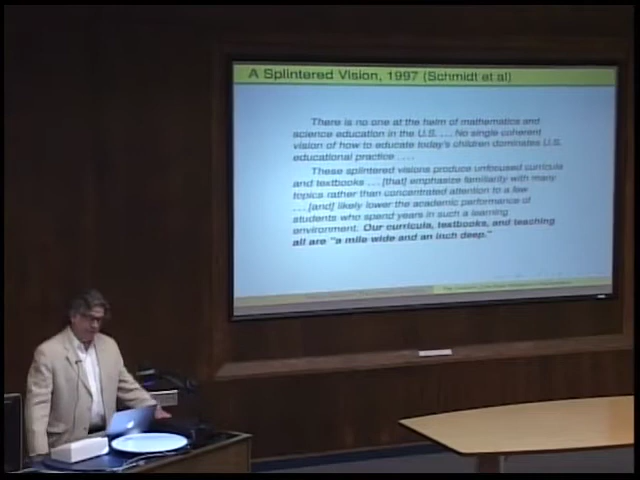 A Splintered Vision, 1997 (Schmidt et al)
There is no one at the helm of mathematics and
science education in the U.S. ... No single coherent
vision of how to educate today's children dominates U.S.
educational practice ....
These splintered visions produce unfocused curricula
and textbooks ... [that] emphasize familiarity with many
topics rather than concentrated attention to a few
... [and] likely lower the academic performance of
students who spend years in such a learning
environment. Our curricula, textbooks, and teaching
all are "a mile wide and an inch deep."